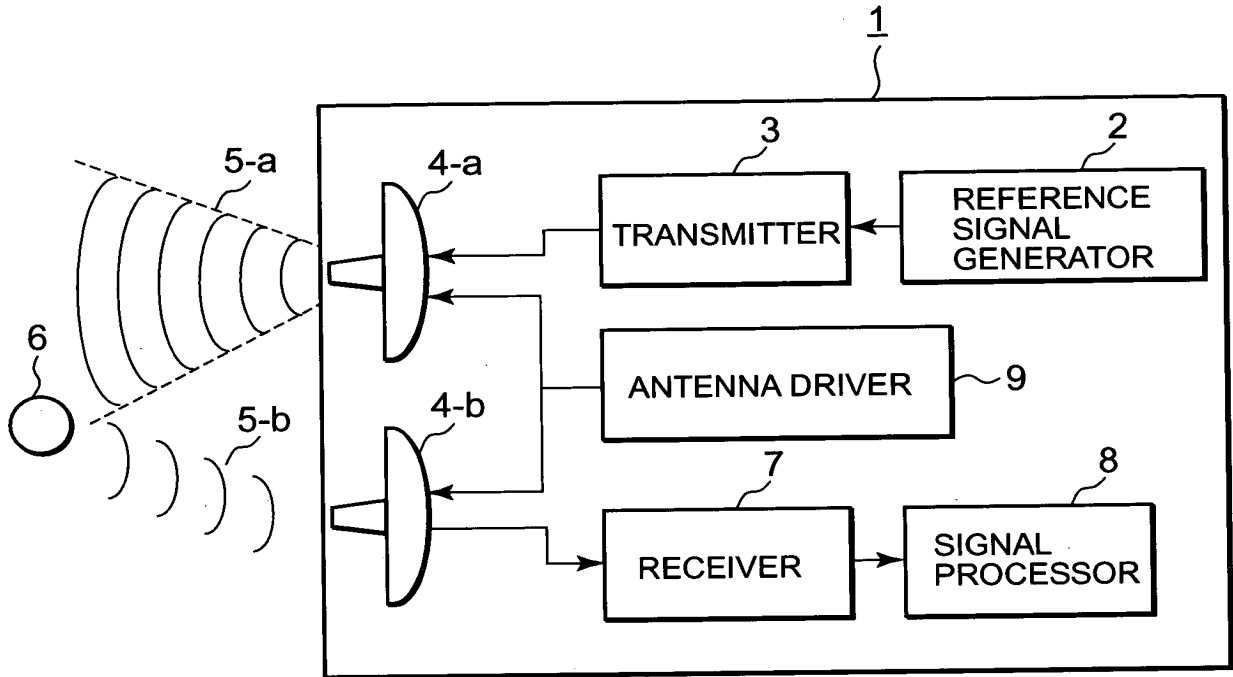 1
5-a
4-a
3
2
TRANSMITTER
REFERENCE
SIGNAL
GENERATOR
6
ANTENNA DRIVER
9
5-b
4-b
7
8
RECEIVER
SIGNAL
PROCESSOR